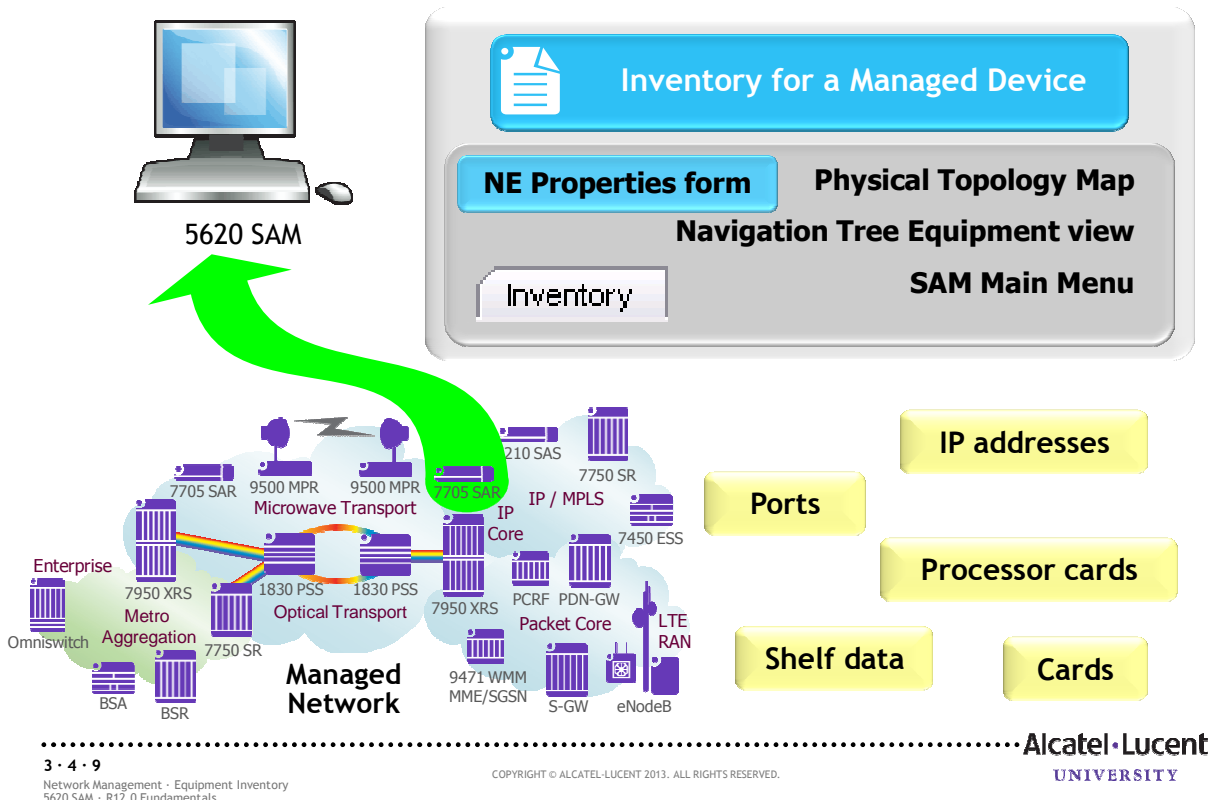 Inventory for a Managed Device
NE Properties form
Physical Topology Map
Navigation Tree Equipment view
SAM Main Menu
Inventory
5620 SAM
7705 SAR
9500 MPR
9500 MPR
7705 SAR
210 SAS
7750 SR
Microwave Transport
IP / MPLS
IP
Core
7450 ESS
Enterprise
7950 XRS
1830 PSS
1830 PSS
7950 XRS
PCRF
PDN-GW
Metro
Aggregation
Optical Transport
Packet Core
LTE
RAN
Omniswitch
7750 SR
BSA
BSR
Managed
Network
9471 WMM
MME/SGSN
S-GW
eNodeB
IP addresses
Ports
Processor cards
Shelf data
Cards
Alcatel·Lucent
UNIVERSITY
3 · 4 · 9
Network Management · Equipment Inventory
5620 SAM · R12.0 Fundamentals
COPYRIGHT © ALCATEL-LUCENT 2013. ALL RIGHTS RESERVED.